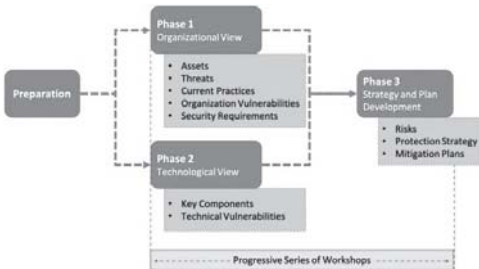 Preparation
Phase 1
Organizational View
• Assets
• Threats
• Current Practices
• Organization Vulnerabilities
• Security Requirements
Phase 2
Technological View
• Key Components
• Technical Vulnerabilities
Phase 3
Strategy and Plan
Development
• Risks
• Protection Strategy
• Mitigation Plans
Progressive Series of Workshops